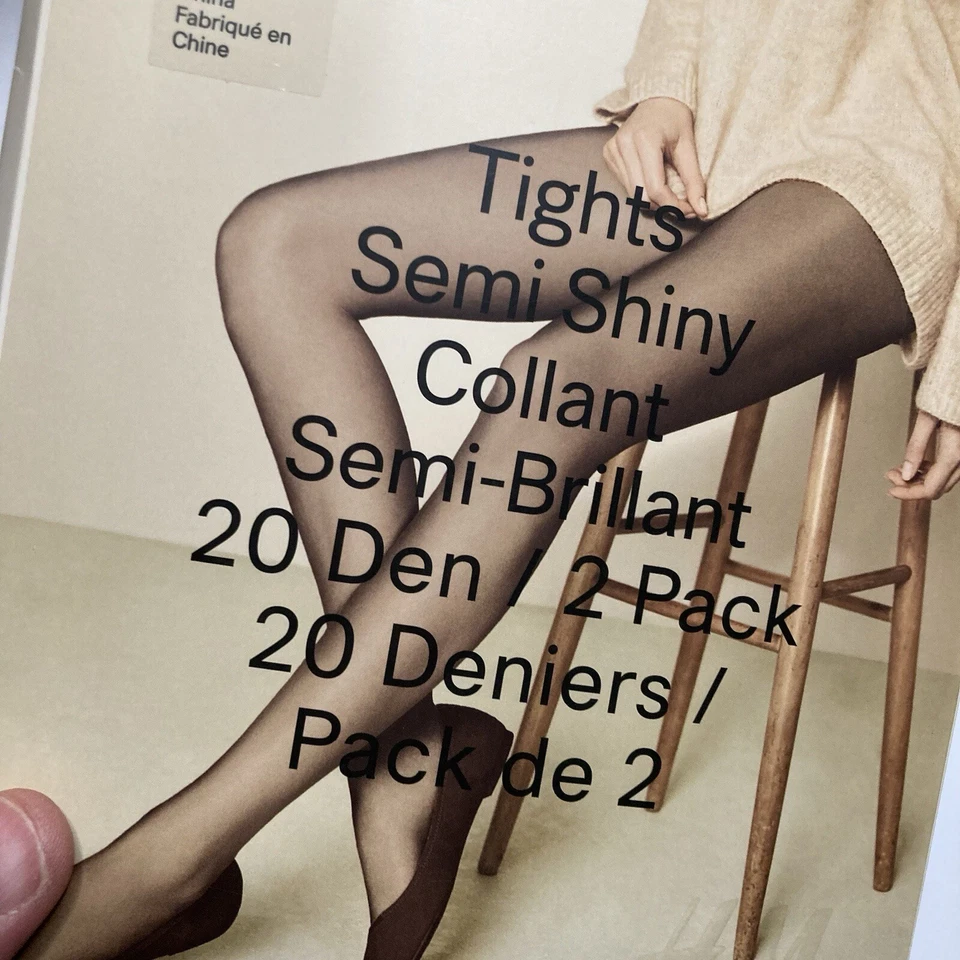 Fabriqué en
Chine
Tights
Semi Shiny
Collant
Semi-Brillant
20 Den / 2 Pack
20 Deniers /
Pack de 2